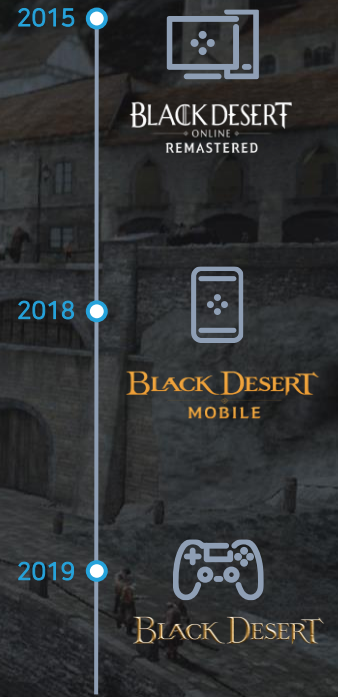 2015
BLACK DESERT
ONLINE
REMASTERED
2018
BLACK DESERT
MOBILE
2019
BLACK DESERT